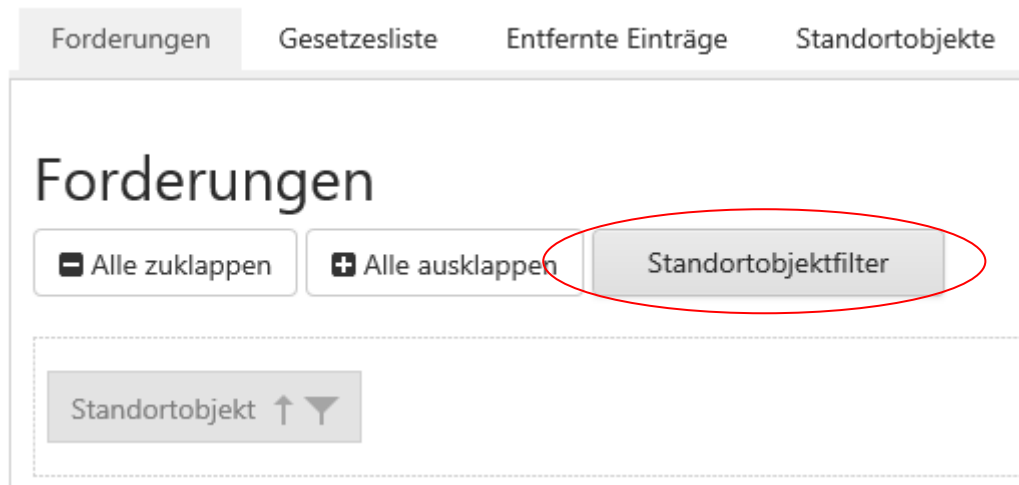 Forderungen Gesetzesliste Entfernte Einträge Standortobjekte
Forderungen
Alle zuklappen Alle ausklappen Standortobjektfilter
Standortobjekt